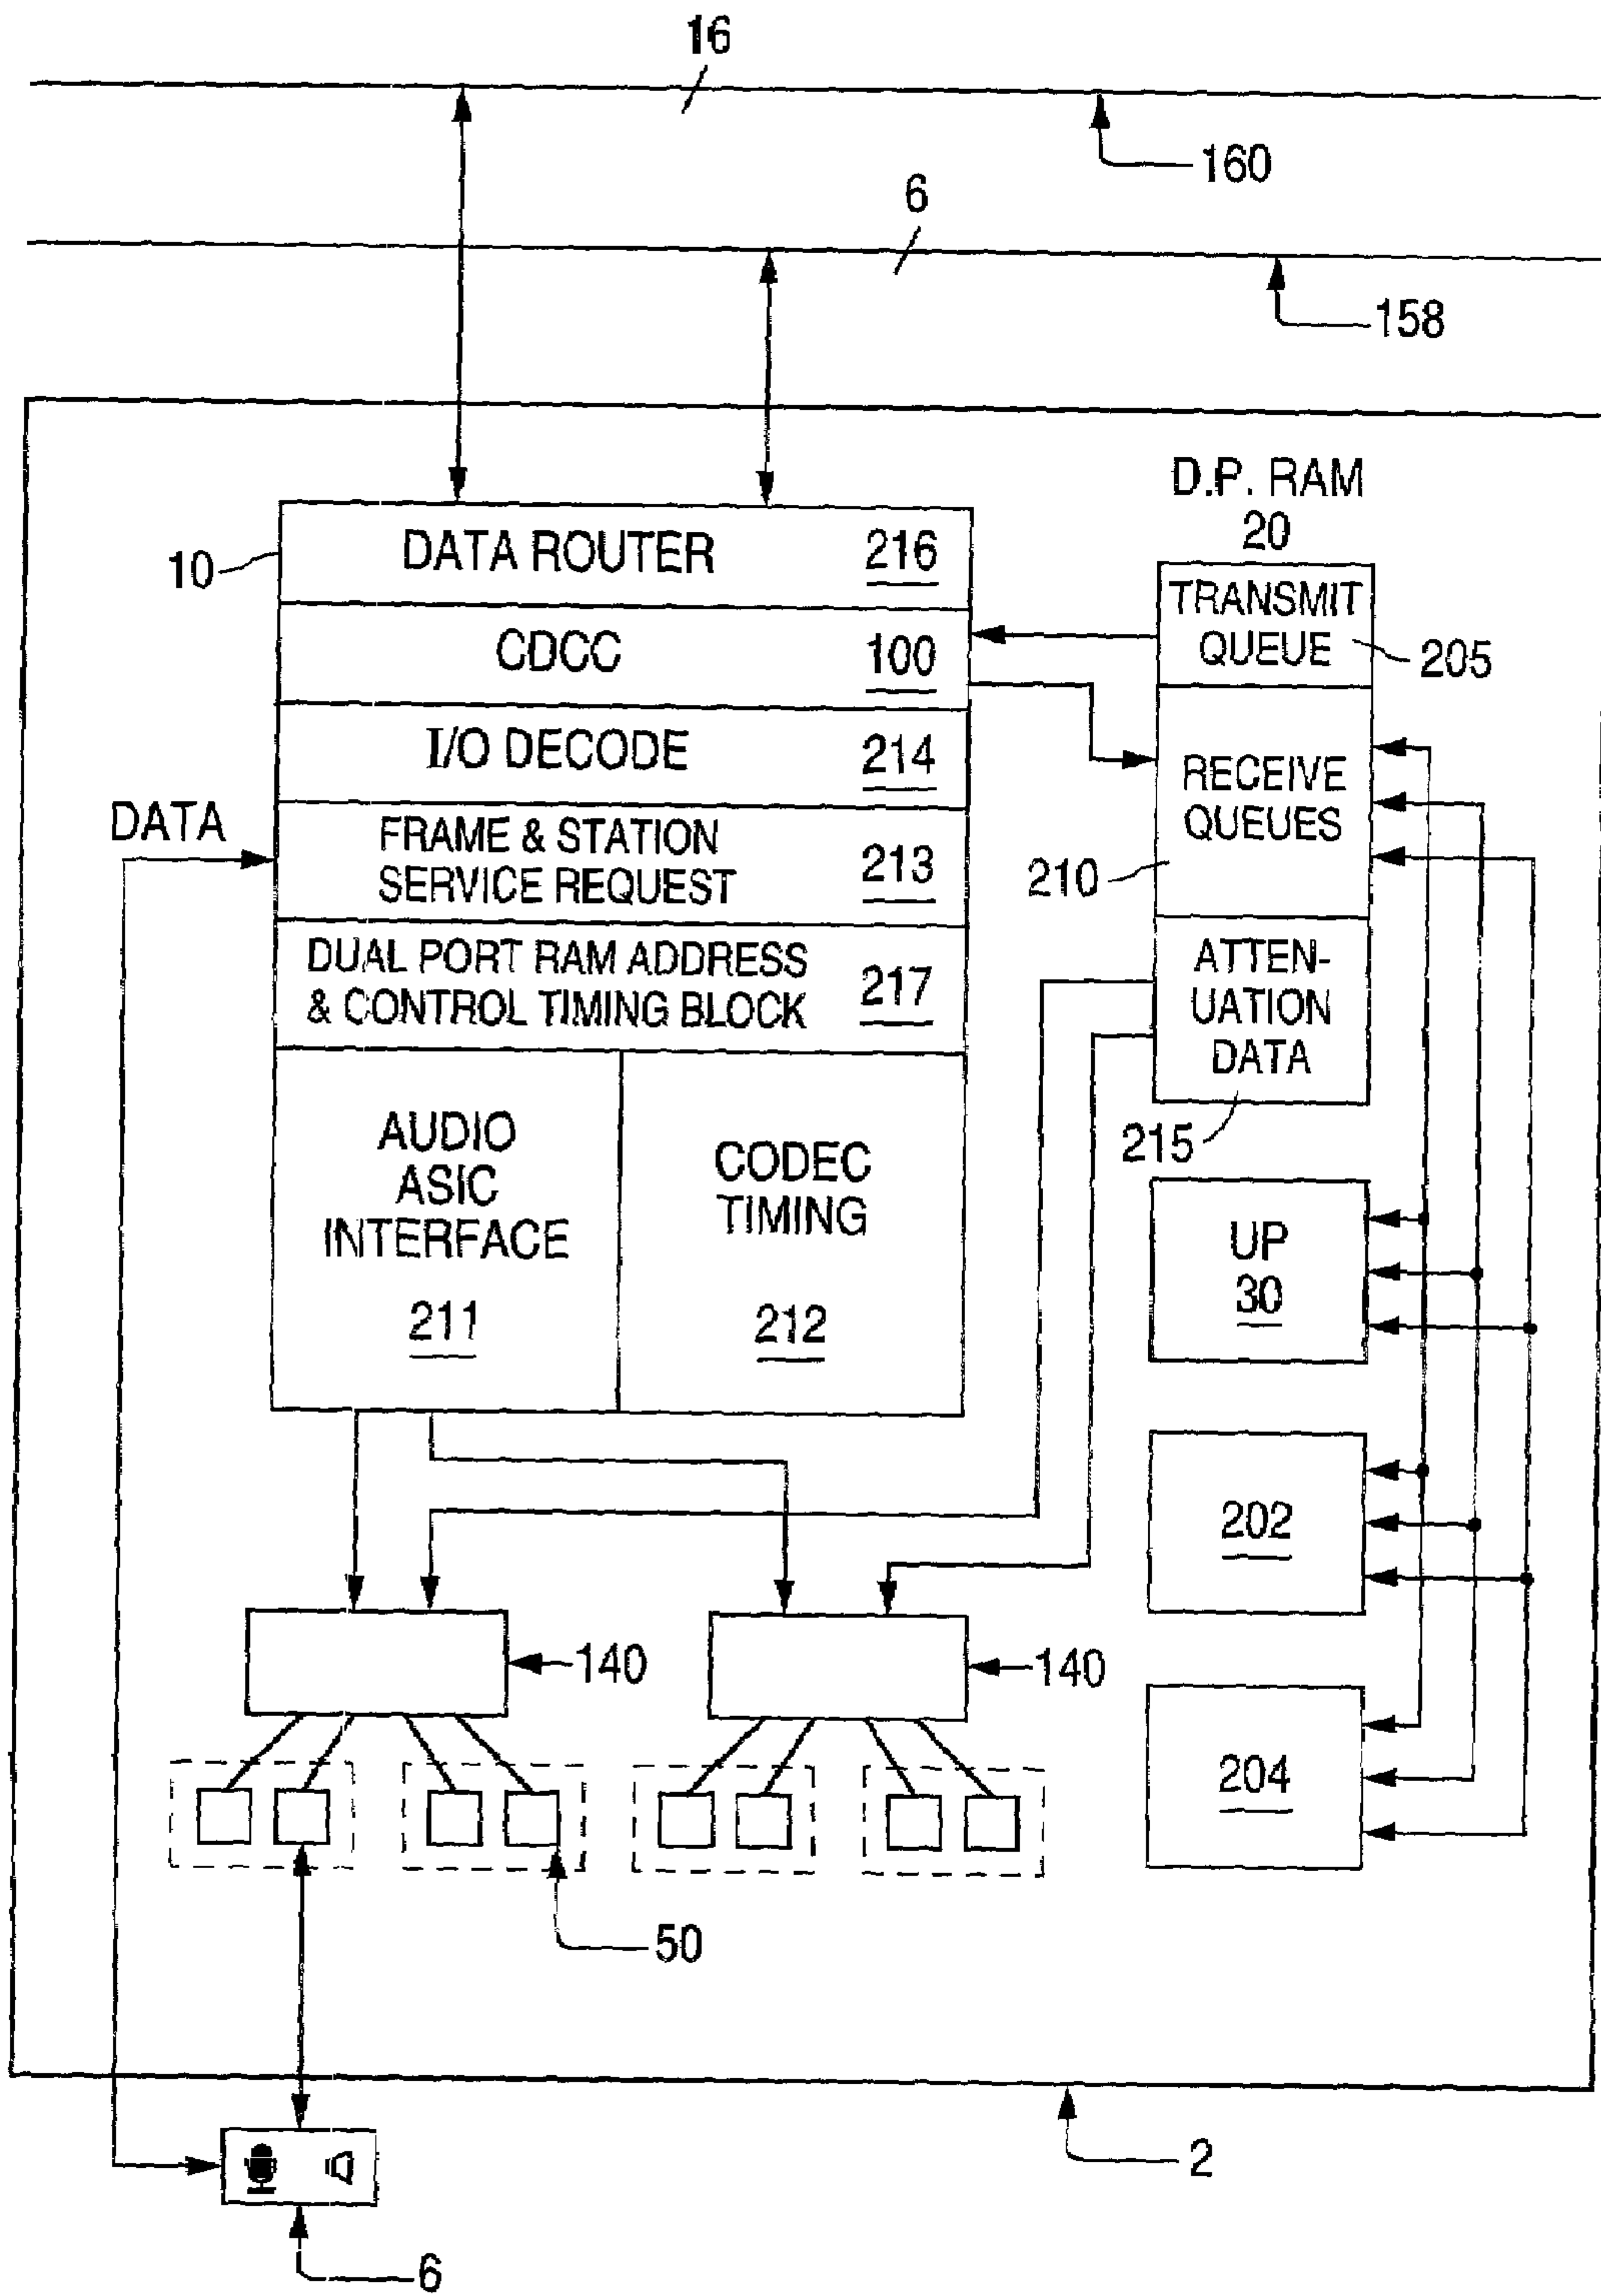 16
160
6
158
D.P. RAM
20
10
DATA ROUTER 216
TRANSMIT
QUEUE
205
CDCC 100
I/O DECODE 214
RECEIVE
QUEUES
210
DATA
FRAME & STATION
SERVICE REQUEST 213
DUAL PORT RAM ADDRESS
& CONTROL TIMING BLOCK 217
ATTEN-
UATION
DATA
215
AUDIO
ASIC
INTERFACE
211
CODEC
TIMING
212
UP
30
202
140
140
204
50
2
6